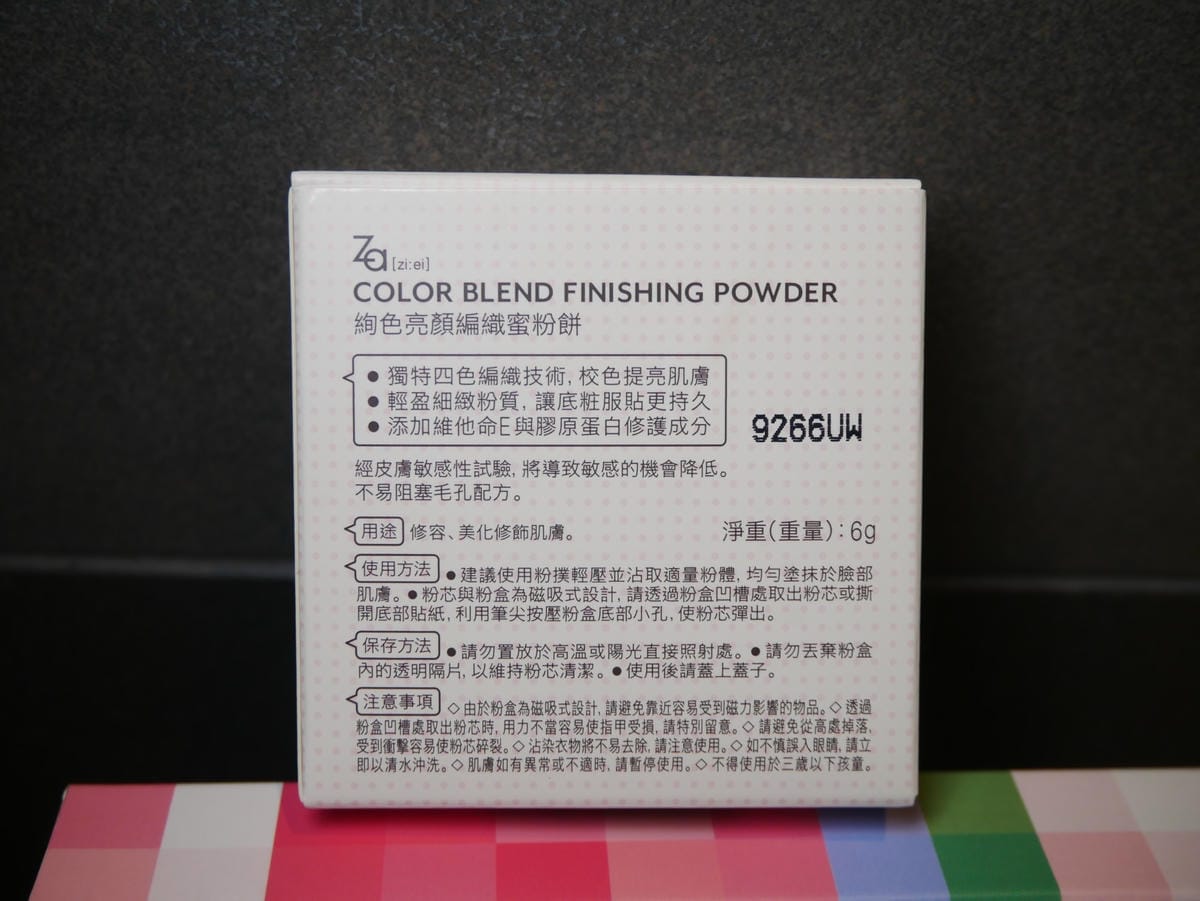 Za [zi:ei]
COLOR BLEND FINISHING POWDER
絢色亮顏編織蜜粉餅
● 獨特四色編織技術, 校色提亮肌膚
● 輕盈細緻粉質, 讓底粧服貼更持久
● 添加維他命E與膠原蛋白修護成分
9266UW
經皮膚敏感性試驗, 將導致敏感的機會降低。
不易阻塞毛孔配方。
用途 修容、美化修飾肌膚。 淨重(重量): 6g
使用方法 ● 建議使用粉撲輕壓並沾取適量粉體, 均勻塗抹於臉部
肌膚。● 粉芯與粉盒為磁吸式設計, 請透過粉盒凹槽處取出粉芯或撕
開底部貼紙, 利用筆尖按壓粉盒底部小孔, 使粉芯彈出。
保存方法 ● 請勿置放於高溫或陽光直接照射處。● 請勿丟棄粉盒
內的透明隔片, 以維持粉芯清潔。● 使用後請蓋上蓋子。
注意事項 ◇ 由於粉盒為磁吸式設計, 請避免靠近容易受到磁力影響的物品。◇ 透過
粉盒凹槽處取出粉芯時, 用力不當容易使指甲受損, 請特別留意。◇ 請避免從高處掉落,
受到衝擊容易使粉芯碎裂。◇ 沾染衣物將不易去除, 請注意使用。◇ 如不慎誤入眼睛, 請立
即以清水沖洗。◇ 肌膚如有異常或不適時, 請暫停使用。◇ 不得使用於三歲以下孩童。